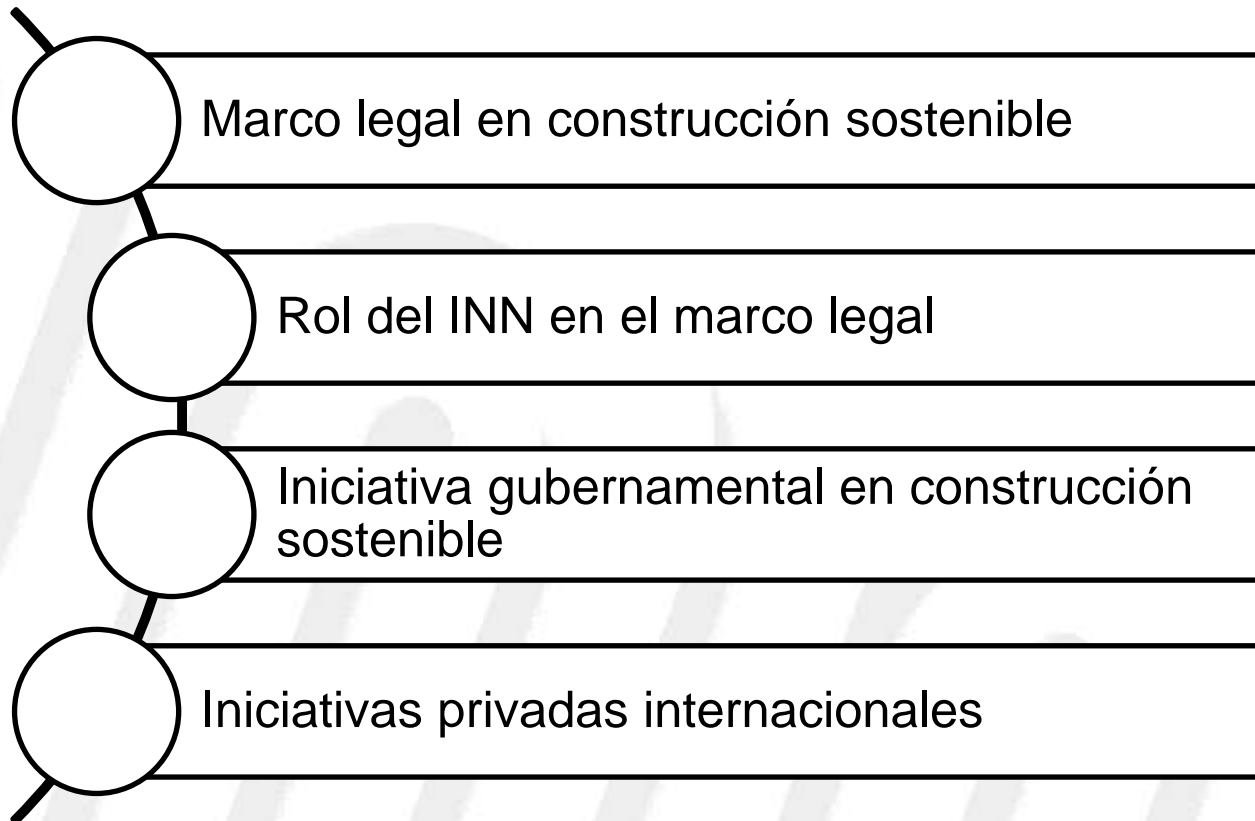 Marco legal en construcción sostenible
Rol del INN en el marco legal
Iniciativa gubernamental en construcción
sostenible
Iniciativas privadas internacionales